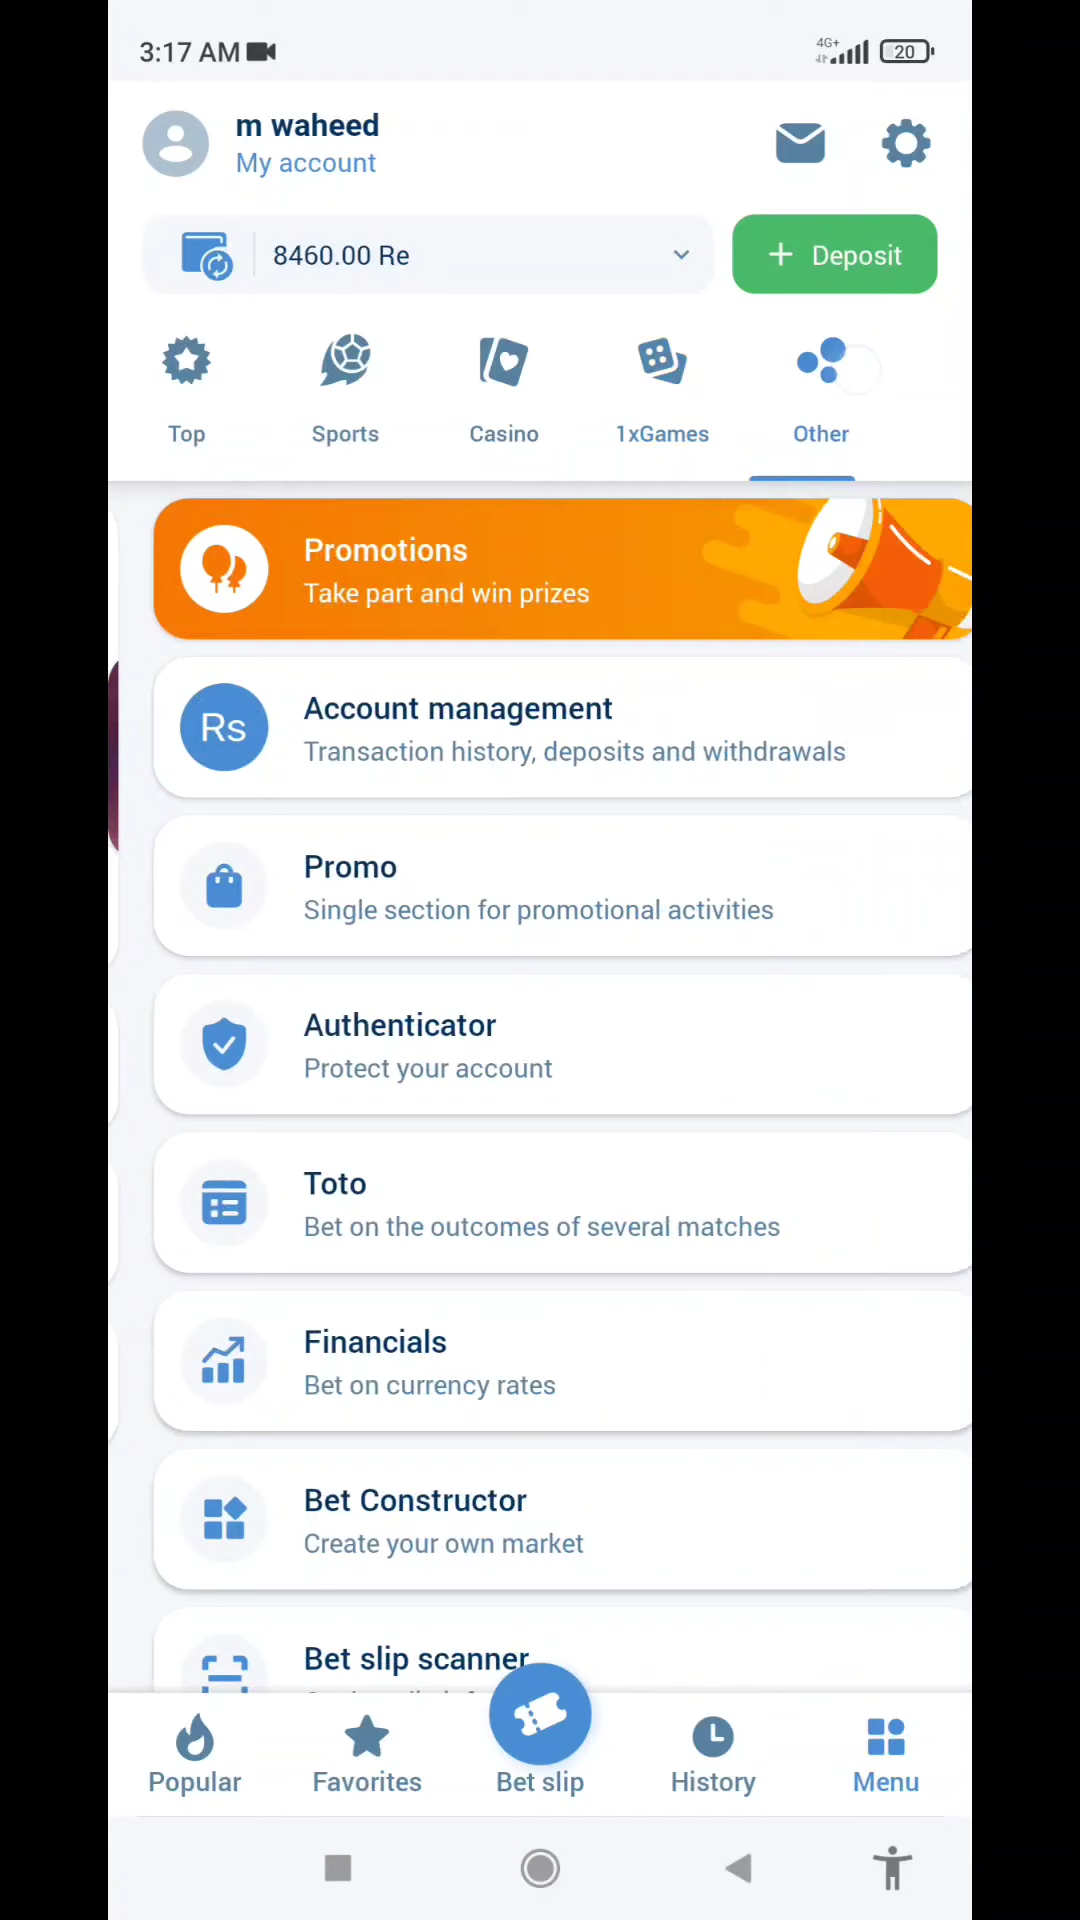 3:17 AM
4G+
20
m waheed
My account
8460.00 Re
+ Deposit
Top
Sports
Casino
1xGames
Other
Promotions
Take part and win prizes
Rs
Account management
Transaction history, deposits and withdrawals
Promo
Single section for promotional activities
Authenticator
Protect your account
Toto
Bet on the outcomes of several matches
Financials
Bet on currency rates
Bet Constructor
Create your own market
Bet slip scanner
Popular
Favorites
Bet slip
History
Menu